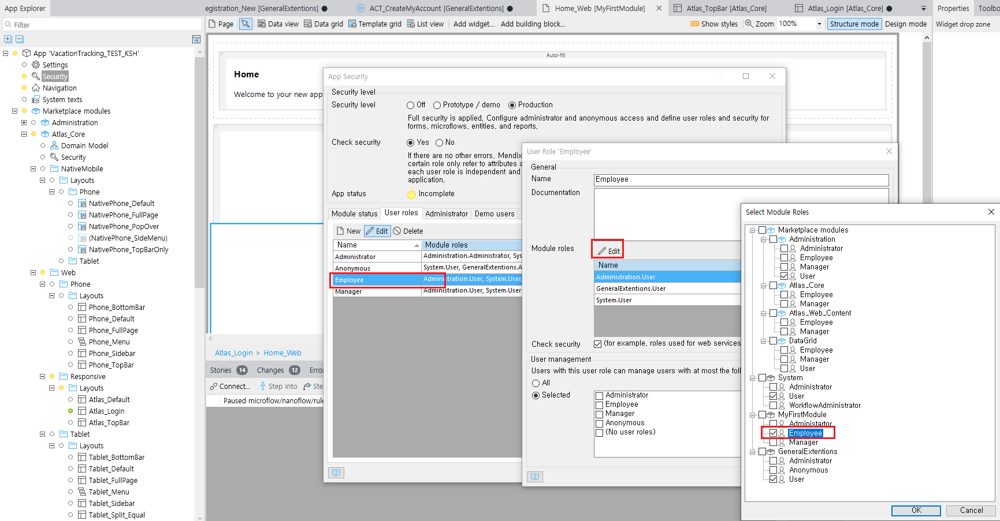 App Explorer
egistration_New [GeneralExtentions]
ACT_CreateMyAccount [GeneralExtentions]
Home_Web [MyFirstModule]
Atlas_TopBar [Atlas_Core]
Atlas_Login [Atlas_Core]
Properties
Toolbo
Filter
Page
Data view
Data grid
Template grid
List view
Add widget...
Add building block...
Show styles
Zoom
100%
Structure mode
Design mode
Widget drop zone
App 'VacationTracking_TEST_KSH'
Settings
Security
Navigation
System texts
Marketplace modules
Administration
Atlas_Core
Domain Model
Security
NativeMobile
Layouts
Phone
NativePhone_Default
NativePhone_FullPage
NativePhone_PopOver
(NativePhone_SideMenu)
NativePhone_TopBarOnly
Tablet
Web
Phone
Layouts
Phone_BottomBar
Phone_Default
Phone_FullPage
Phone_Menu
Phone_Sidebar
Phone_TopBar
Responsive
Layouts
Atlas_Default
Atlas_Login
Atlas_TopBar
Tablet
Layouts
Tablet_BottomBar
Tablet_Default
Tablet_FullPage
Tablet_Menu
Tablet_Sidebar
Tablet_Split_Equal
Auto-fill
Home
Welcome to your new app
Atlas_Login > Home_Web
Stories 14 Changes 12 Erro
Connect... Step into Ste
Paused microflow/nanoflow/rule
App Security
Security level
Security level Off Prototype / demo Production
Full security is applied. Configure administrator and anonymous access and define user roles and security for
forms, microflows, entities, and reports.
Check security Yes No
If there are no other errors, Mendix
certain role only refer to attributes a
each user role is independent and
application.
App status Incomplete
Module status User roles Administrator Demo users
New Edit Delete
Name Module roles
Administrator Administration.Administrator, Sys
Anonymous System.User, GeneralExtentions.A
Employee Administration.User, System.User,
Manager Administration.User, System.User
User Role 'Employee'
General
Name Employee
Documentation
Module roles Edit
Name
Administration.User
GeneralExtentions.User
System.User
Check security (for example, roles used for web services
User management
Users with this user role can manage users with at most the foll
All
Selected
Administrator
Employee
Manager
Anonymous
(No user roles)
Select Module Roles
Marketplace modules
Administration
Administrator
Employee
Manager
User
Atlas_Core
Employee
Manager
Atlas_Web_Content
Employee
Manager
DataGrid
Employee
Manager
User
System
Administrator
User
WorkflowAdministrator
MyFirstModule
Administartor
Employee
Manager
GeneralExtentions
Administrator
Anonymous
User
OK Cancel